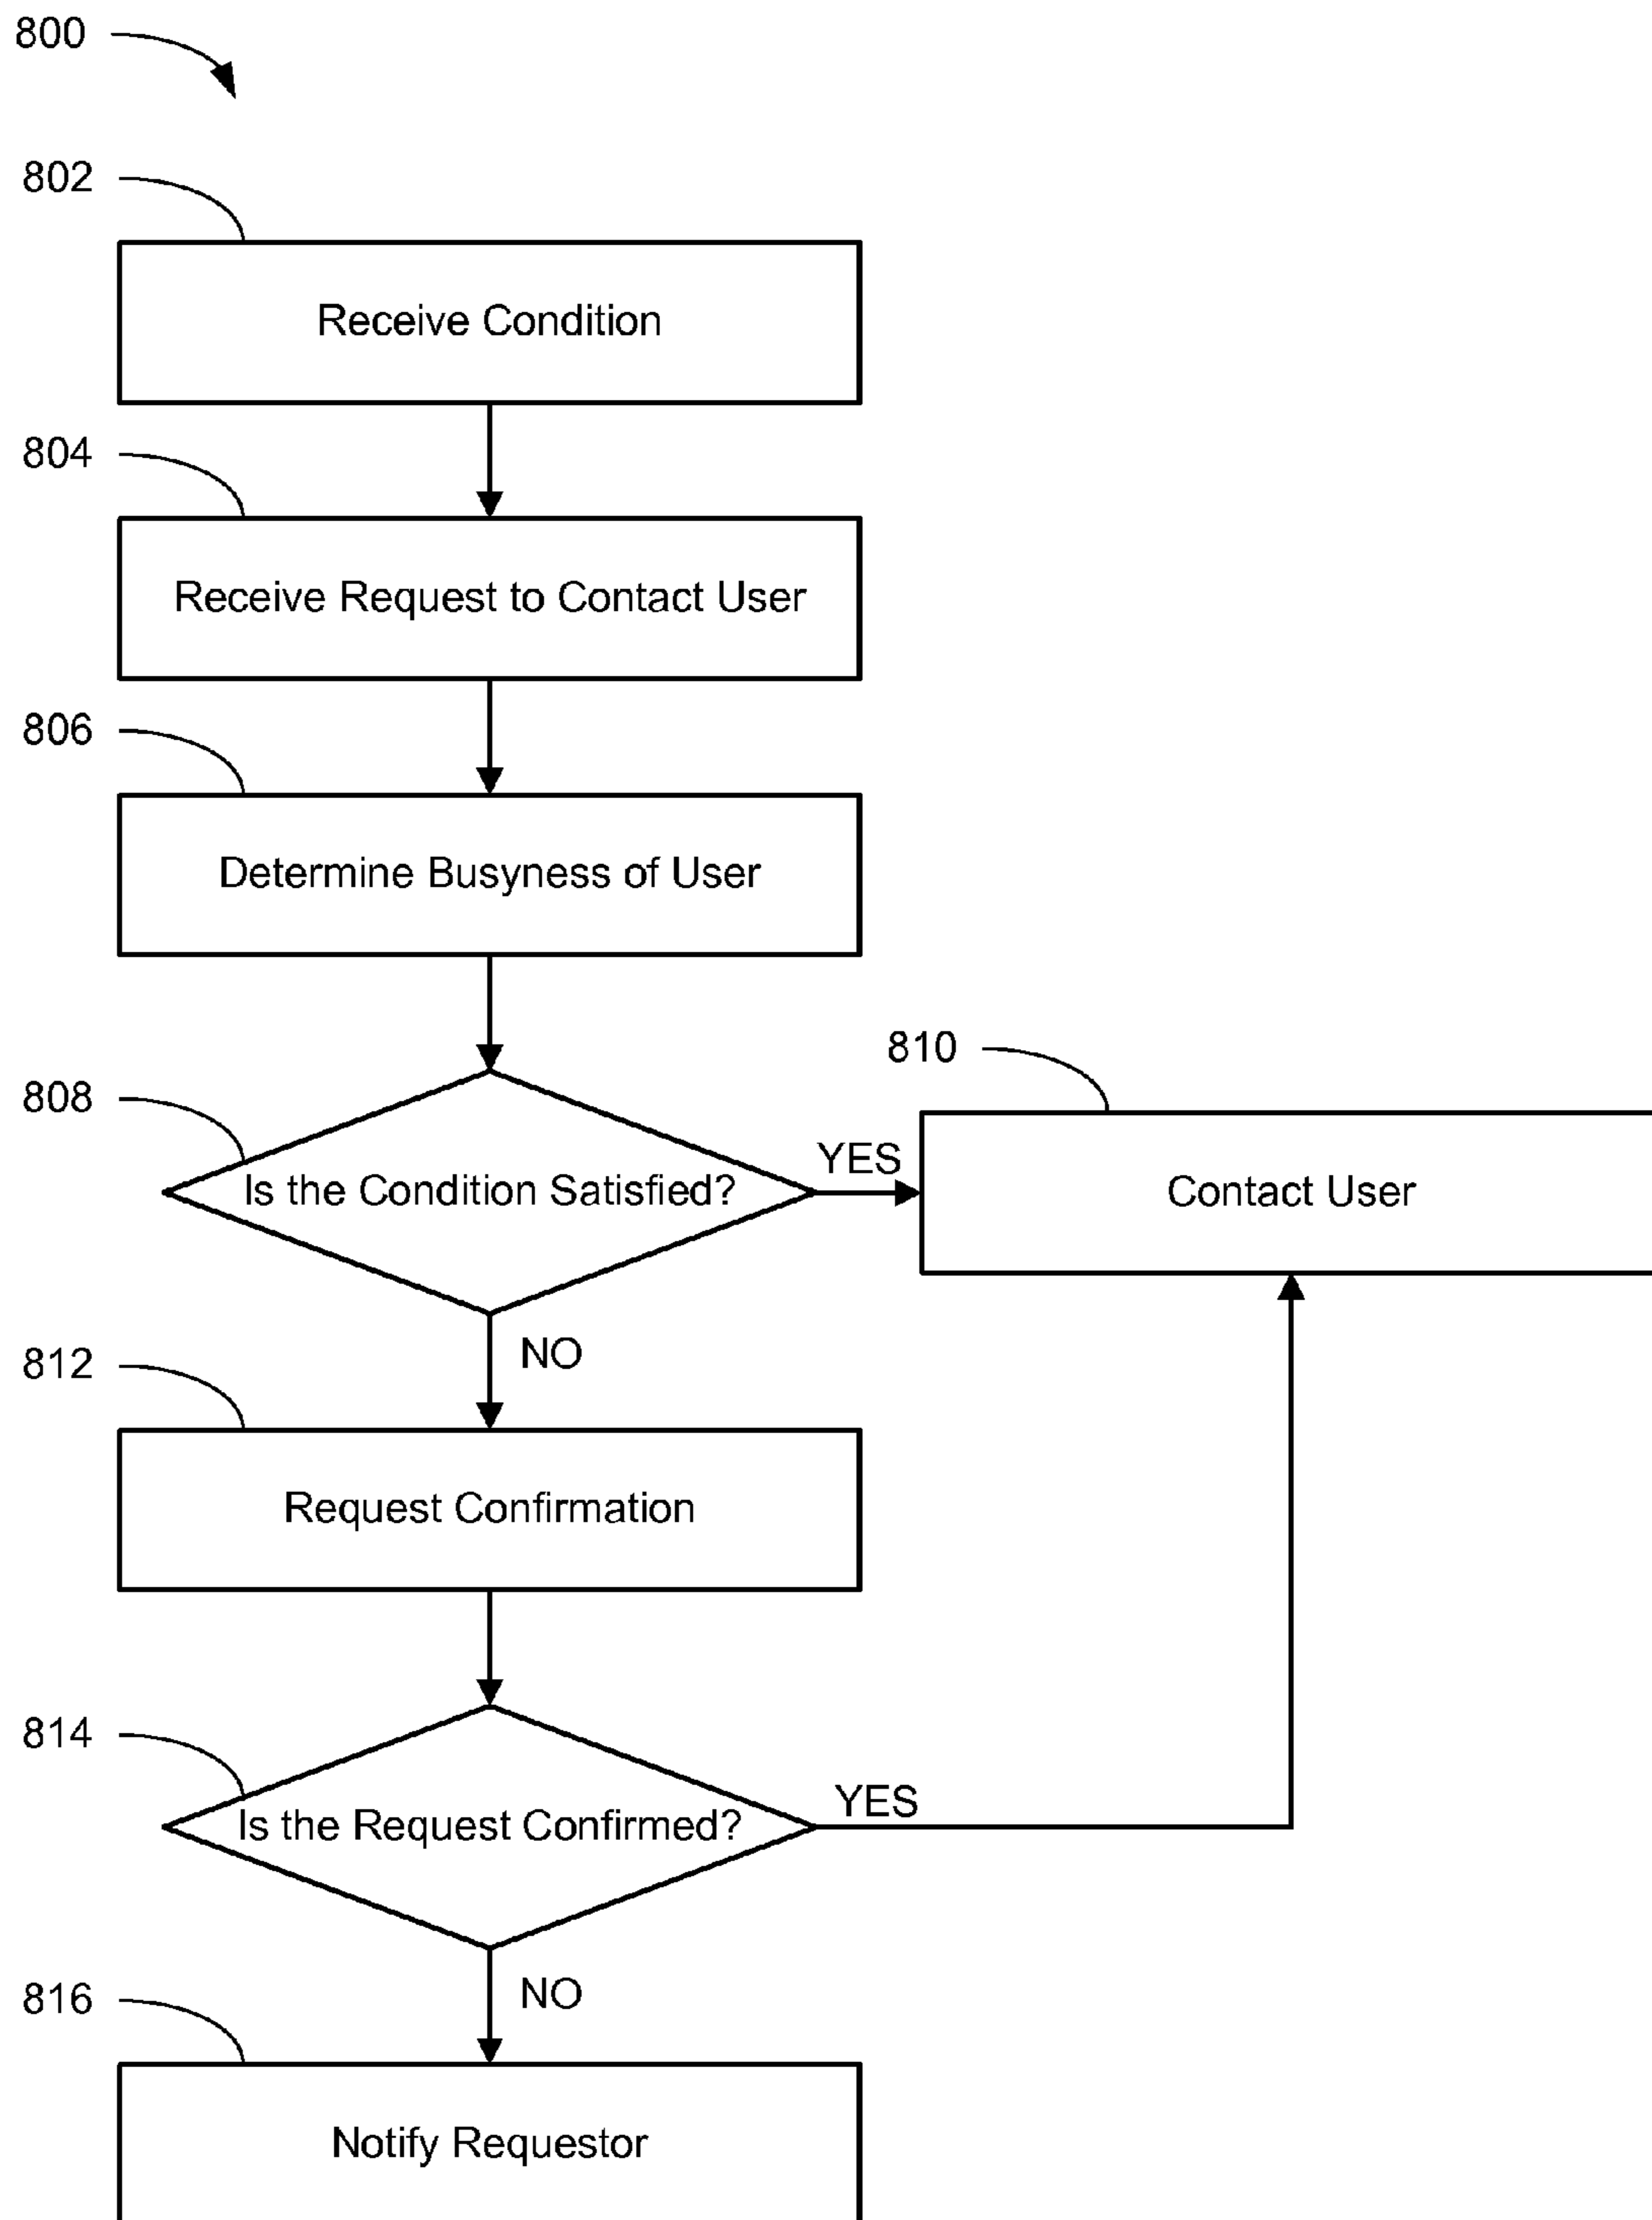 800
802
Receive Condition
804
Receive Request to Contact User
806
Determine Busyness of User
808
Is the Condition Satisfied?
YES
810
Contact User
NO
812
Request Confirmation
814
Is the Request Confirmed?
YES
NO
816
Notify Requestor